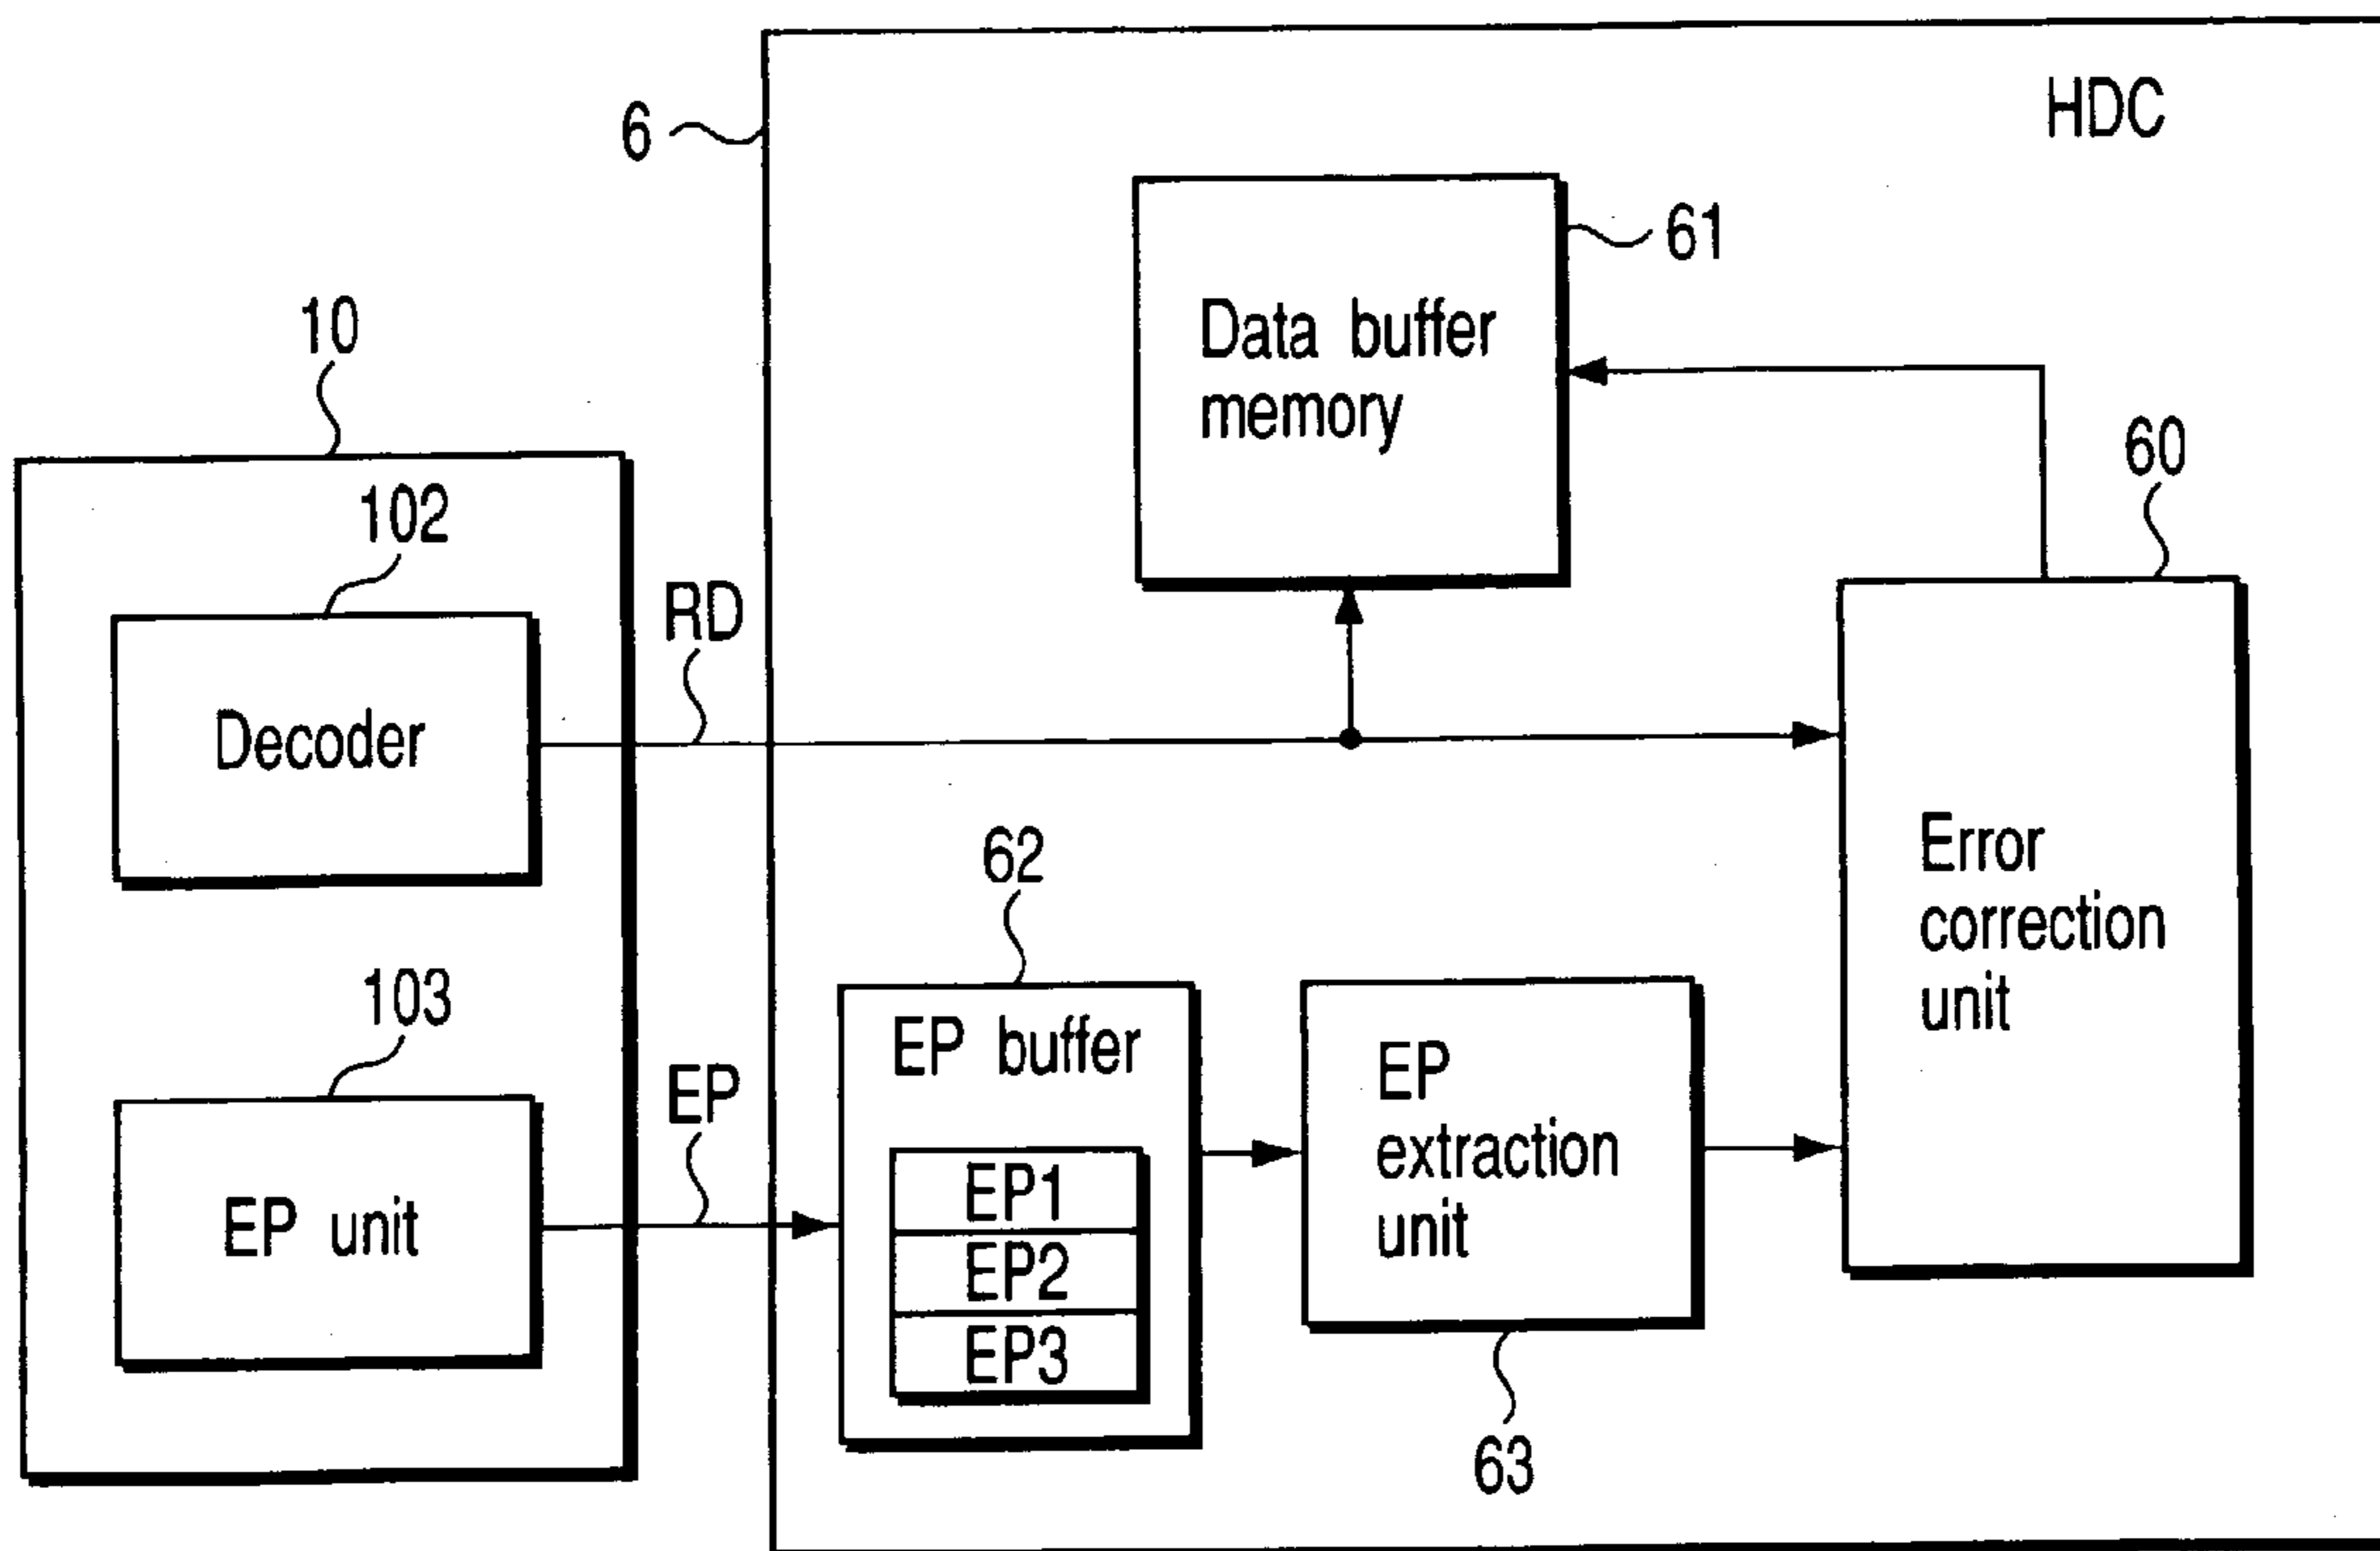 HDC
6
61
Data buffer
memory
10
60
102
RD
Decoder
62
Error
correction
unit
103
EP
EP buffer
EP
extraction
unit
EP1
EP2
EP3
EP unit
63